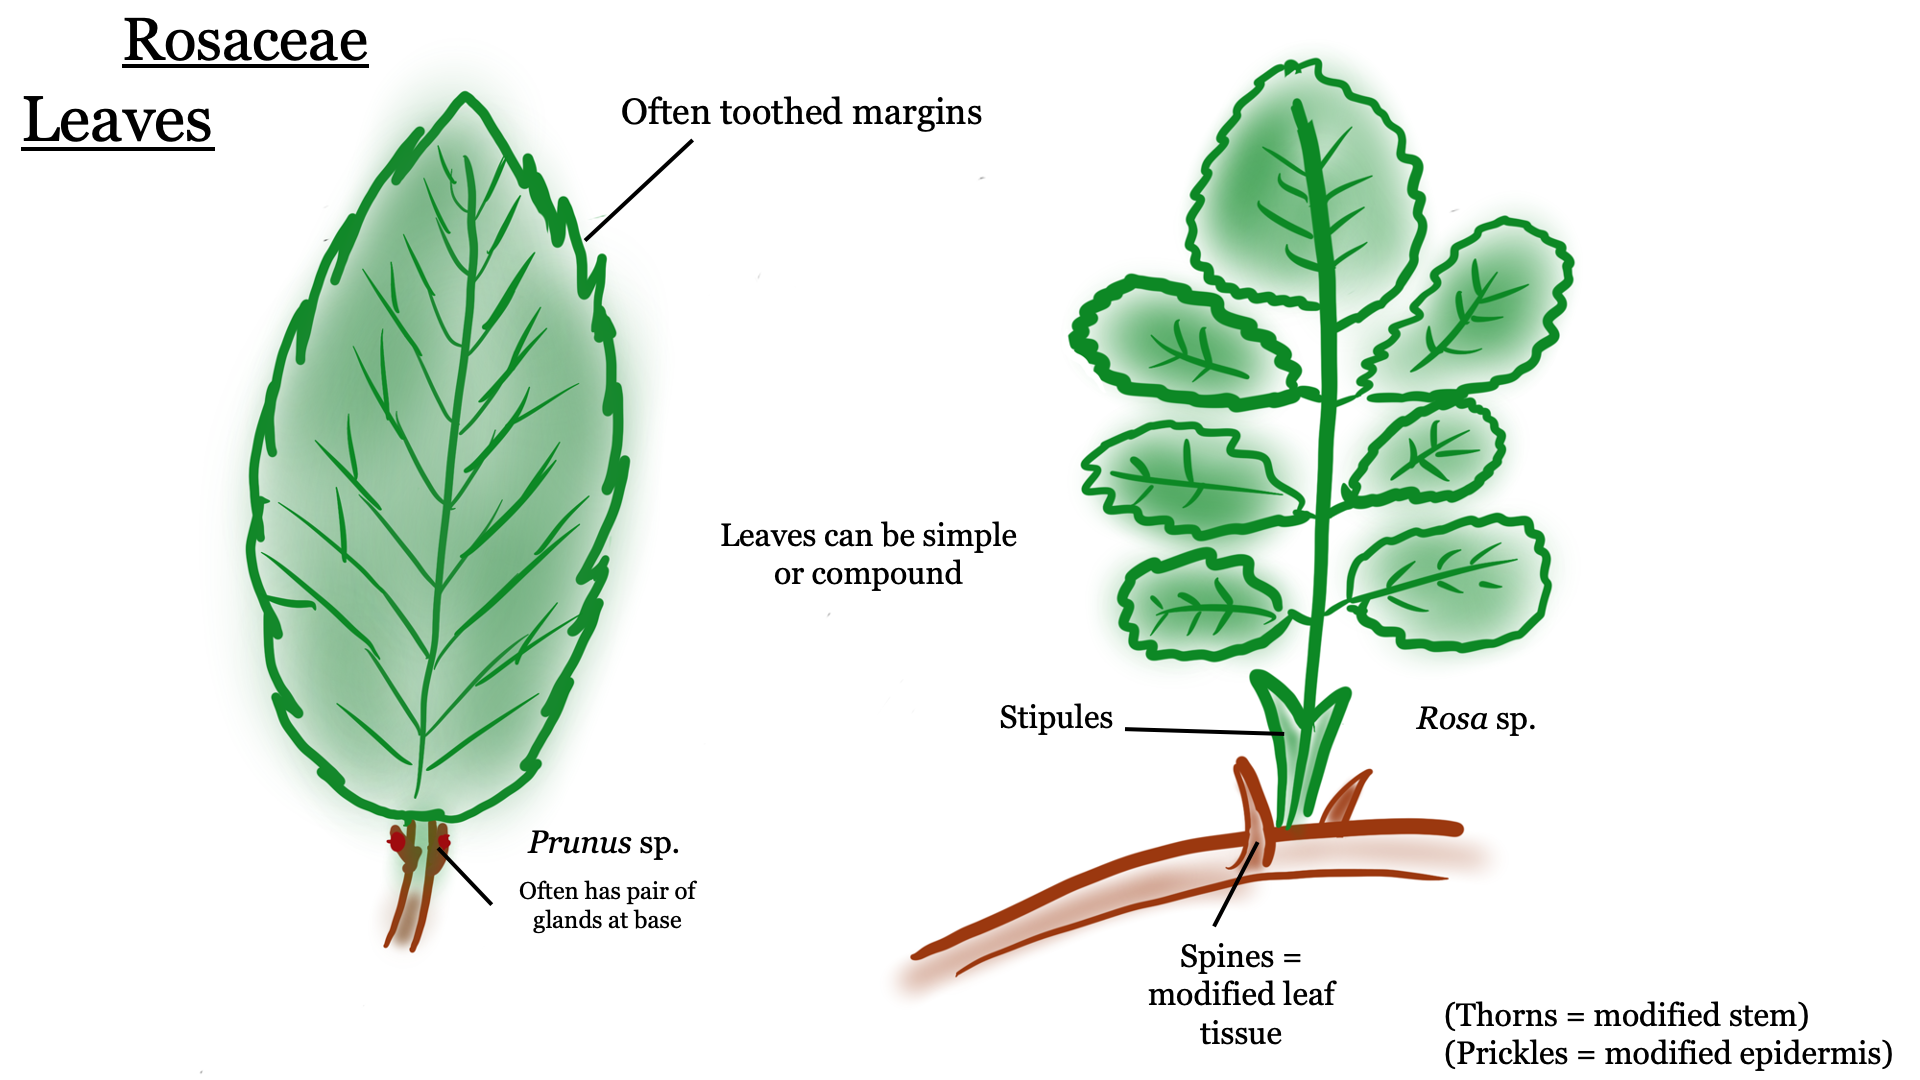 Rosaceae
Leaves
Often toothed margins
Leaves can be simple
or compound
Stipules
Rosa sp.
Prunus sp.
Often has pair of
glands at base
Spines =
modified leaf
tissue
(Thorns = modified stem)
(Prickles = modified epidermis)